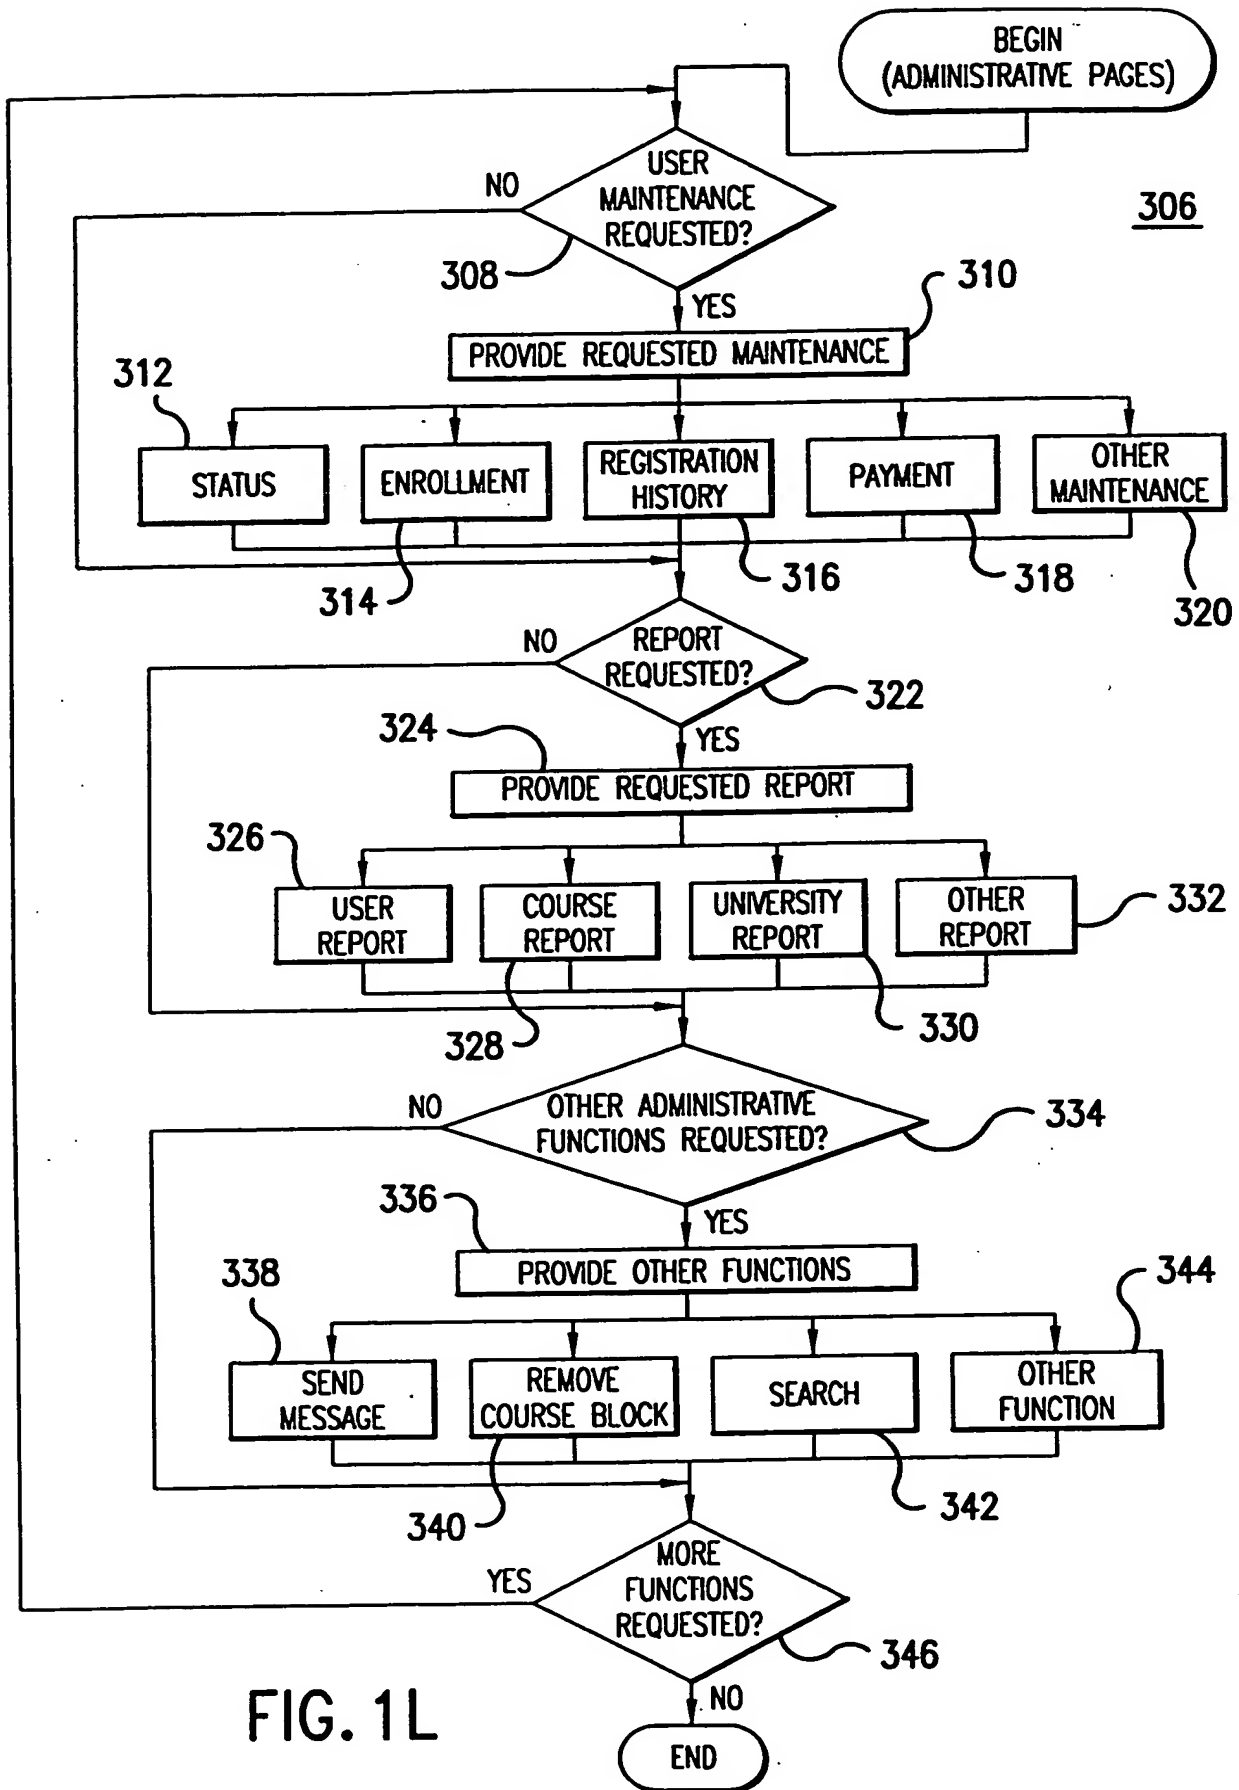 BEGIN
(ADMINISTRATIVE PAGES)
USER
MAINTENANCE
REQUESTED?
NO
306
308
YES
310
PROVIDE REQUESTED MAINTENANCE
312
STATUS
ENROLLMENT
REGISTRATION
HISTORY
PAYMENT
OTHER
MAINTENANCE
314
316
318
320
NO
REPORT
REQUESTED?
322
324
YES
PROVIDE REQUESTED REPORT
326
USER
REPORT
COURSE
REPORT
UNIVERSITY
REPORT
OTHER
REPORT
332
328
330
NO
OTHER ADMINISTRATIVE
FUNCTIONS REQUESTED?
334
336
YES
PROVIDE OTHER FUNCTIONS
338
344
SEND
MESSAGE
REMOVE
COURSE BLOCK
SEARCH
OTHER
FUNCTION
340
342
YES
MORE
FUNCTIONS
REQUESTED?
346
NO
END
FIG. 1L